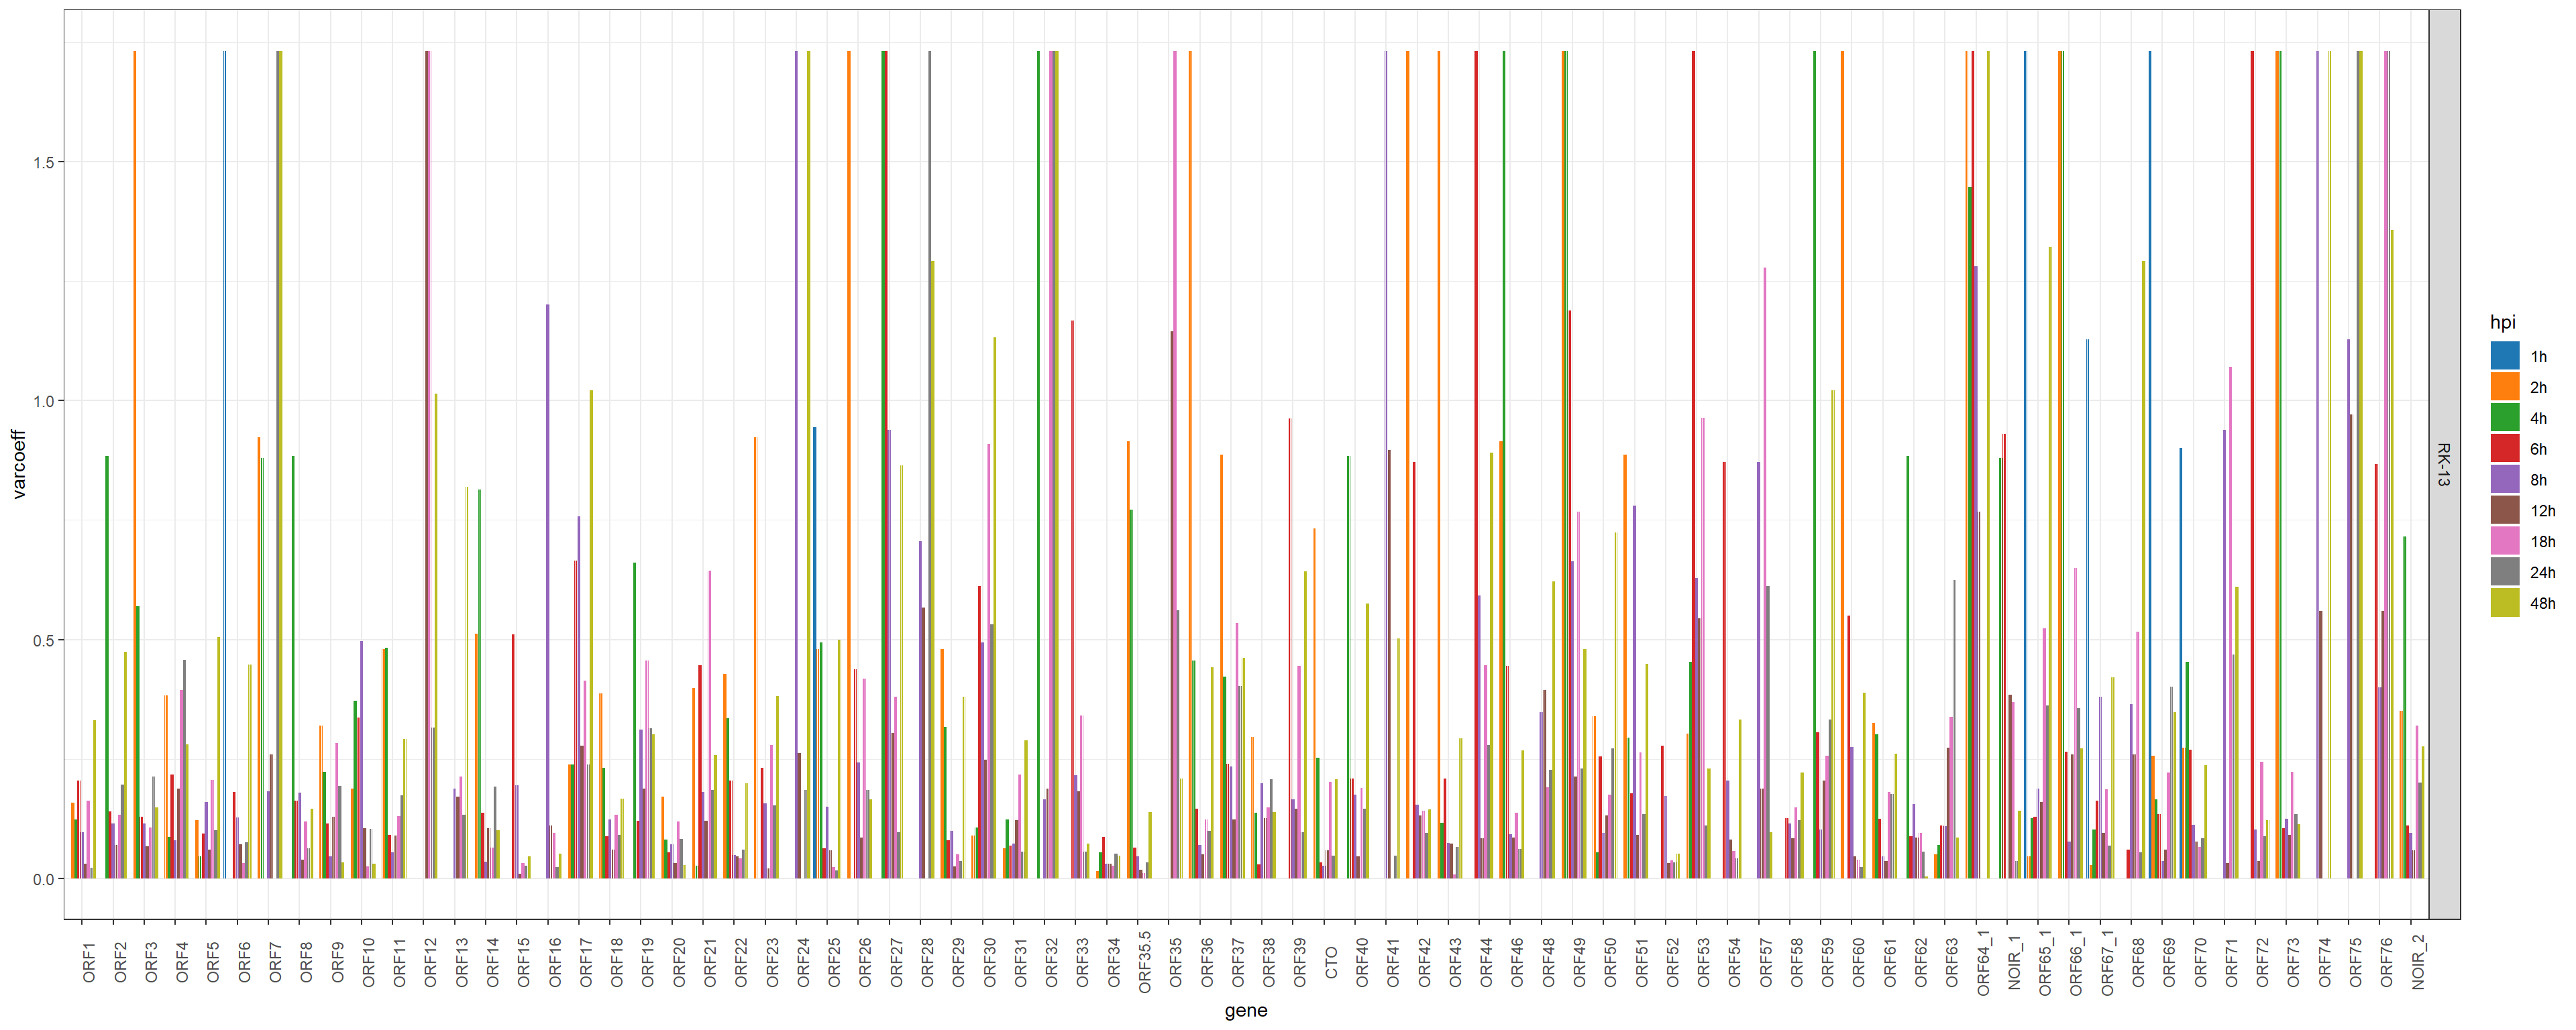 varcoeff
1.5
1.0
0.5
0.0
ORF1 ORF2 ORF3 ORF4 ORF5 ORF6 ORF7 ORF8 ORF9 ORF10 ORF11 ORF12 ORF13 ORF14 ORF15 ORF16 ORF17 ORF18 ORF19 ORF20 ORF21 ORF22 ORF23 ORF24 ORF25 ORF26 ORF27 ORF28 ORF29 ORF30 ORF31 ORF32 ORF33 ORF34 ORF35.5 ORF35 ORF36 ORF37 ORF38 ORF39 CTO ORF40 ORF41 ORF42 ORF43 ORF44 ORF46 ORF48 ORF49 ORF50 ORF51 ORF52 ORF53 ORF54 ORF57 ORF58 ORF59 ORF60 ORF61 ORF62 ORF63 ORF64_1 NOIR_1 ORF65_1 ORF66_1 ORF67_1 ORF68 ORF69 ORF70 ORF71 ORF72 ORF73 ORF74 ORF75 ORF76 NOIR_2
gene
RK-13
hpi
1h
2h
4h
6h
8h
12h
18h
24h
48h